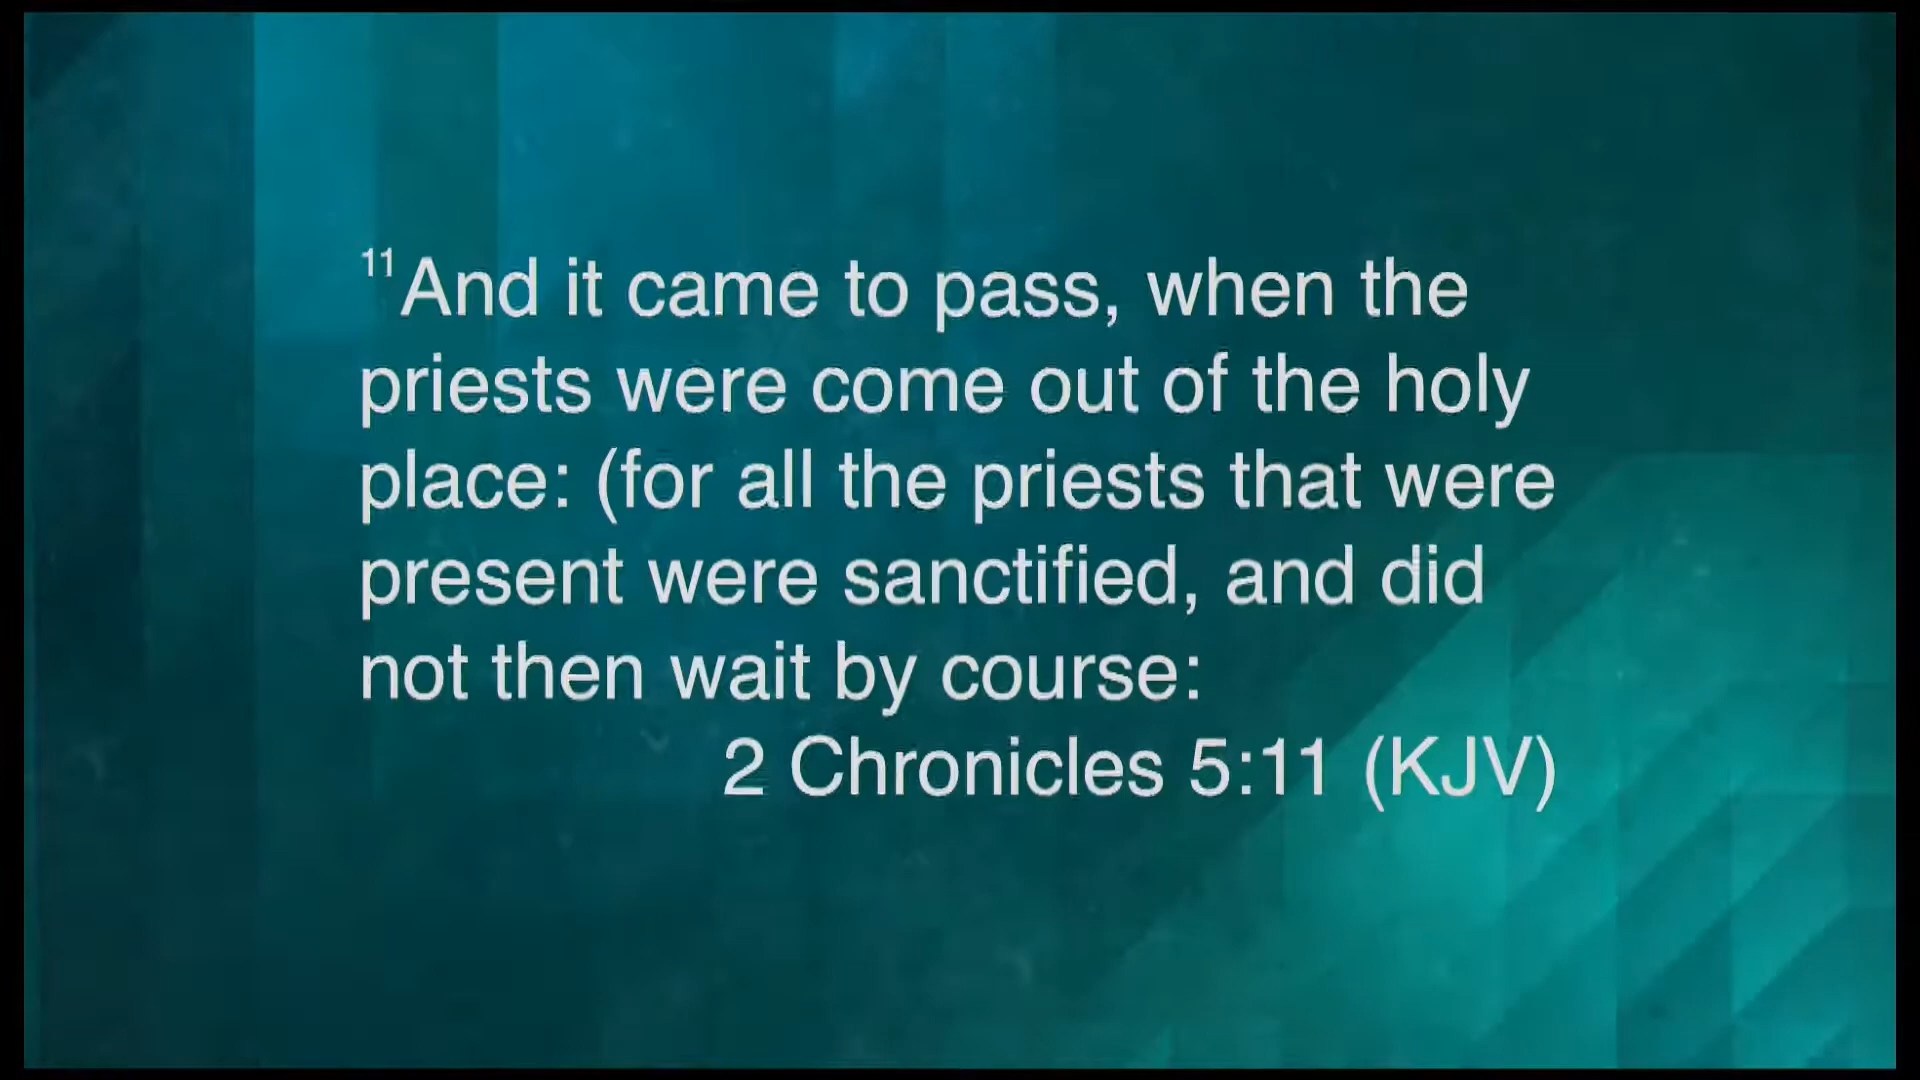 11And it came to pass, when the
priests were come out of the holy
place: (for all the priests that were
present were sanctified, and did
not then wait by course:
2 Chronicles 5:11 (KJV)